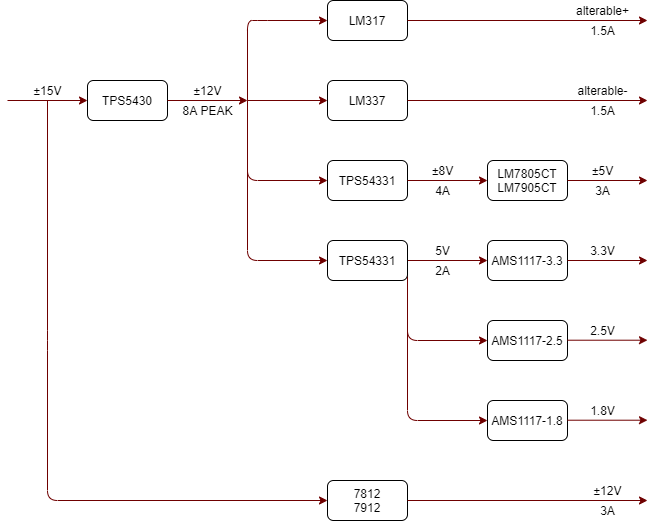 LM317
alterable+
1.5A
±15V
TPS5430
±12V
8A PEAK
LM337
alterable-
1.5A
TPS54331
±8V
4A
LM7805CT
LM7905CT
±5V
3A
TPS54331
5V
2A
AMS1117-3.3
3.3V
AMS1117-2.5
2.5V
AMS1117-1.8
1.8V
7812
7912
±12V
3A